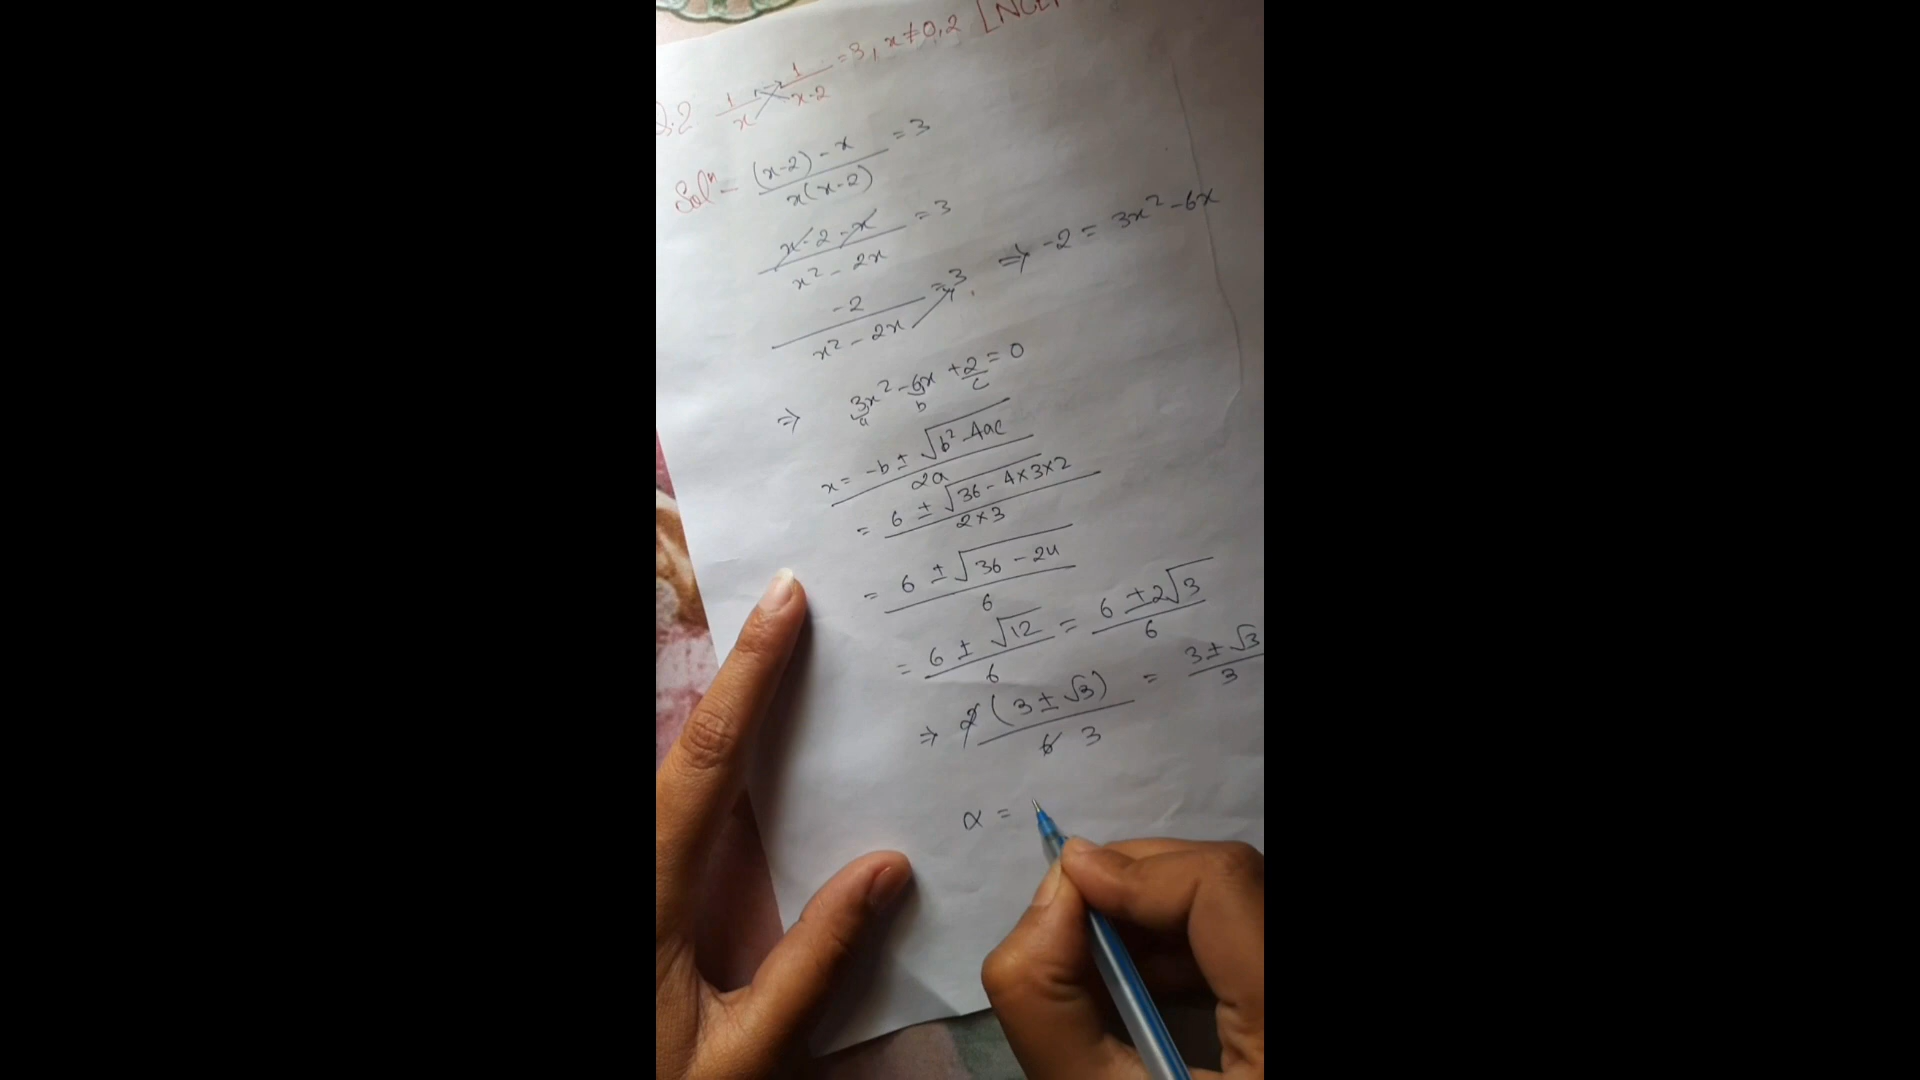 Q.2 1/x - 1/(x-2) = 3, x ≠ 0, 2 [NCE
Solⁿ - ((x-2) - x)/(x(x-2)) = 3
(x - 2 - x)/(x² - 2x) = 3
-2/(x² - 2x) = 3 ⇒ -2 = 3x² - 6x
⇒ 3x² - 6x + 2 = 0
a b c
x = (-b ± √(b² - 4ac))/2a
= (6 ± √(36 - 4×3×2))/(2×3)
= (6 ± √(36 - 24))/6
= (6 ± √12)/6 = (6 ± 2√3)/6
⇒ 2(3 ± √3)/6 3 = (3 ± √3)/3
α =